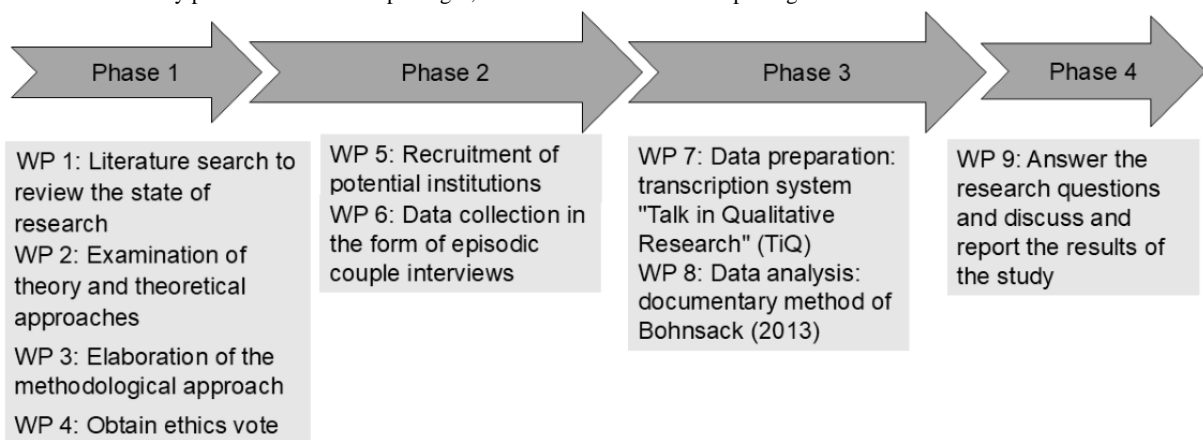 Phase 1
Phase 2
Phase 3
Phase 4
WP 1: Literature search to
review the state of
research
WP 2: Examination of
theory and theoretical
approaches
WP 3: Elaboration of the
methodological approach
WP 4: Obtain ethics vote
WP 5: Recruitment of
potential institutions
WP 6: Data collection in
the form of episodic
couple interviews
WP 7: Data preparation:
transcription system
"Talk in Qualitative
Research" (TiQ)
WP 8: Data analysis:
documentary method of
Bohnsack (2013)
WP 9: Answer the
research questions
and discuss and
report the results of
the study